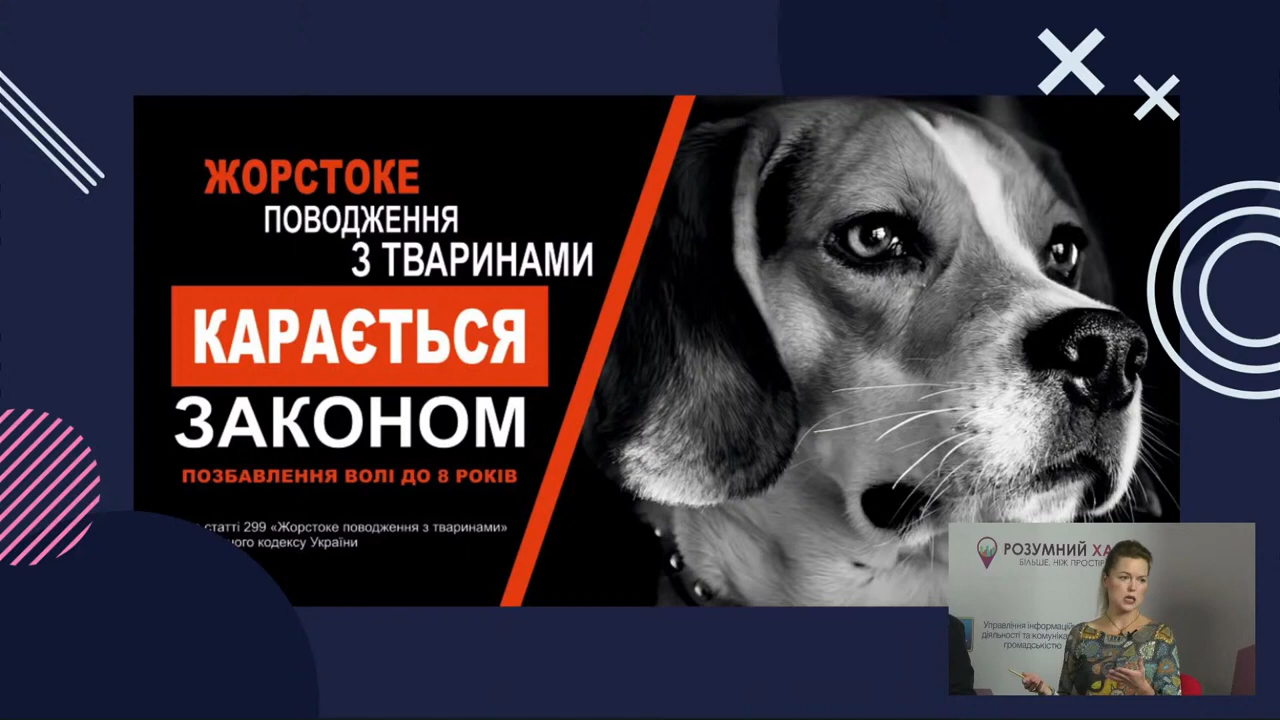 ЖОРСТОКЕ
ПОВОДЖЕННЯ
З ТВАРИНАМИ
КАРАЄТЬСЯ
ЗАКОНОМ
ПОЗБАВЛЕННЯ ВОЛІ ДО 8 РОКІВ
статті 299 «Жорстоке поводження з тваринами»
ного кодексу України
РОЗУМНИЙ ХА
БІЛЬШЕ, НІЖ ПРОСТІР
Управління інформацій
діяльності та комуніка
громадськістю